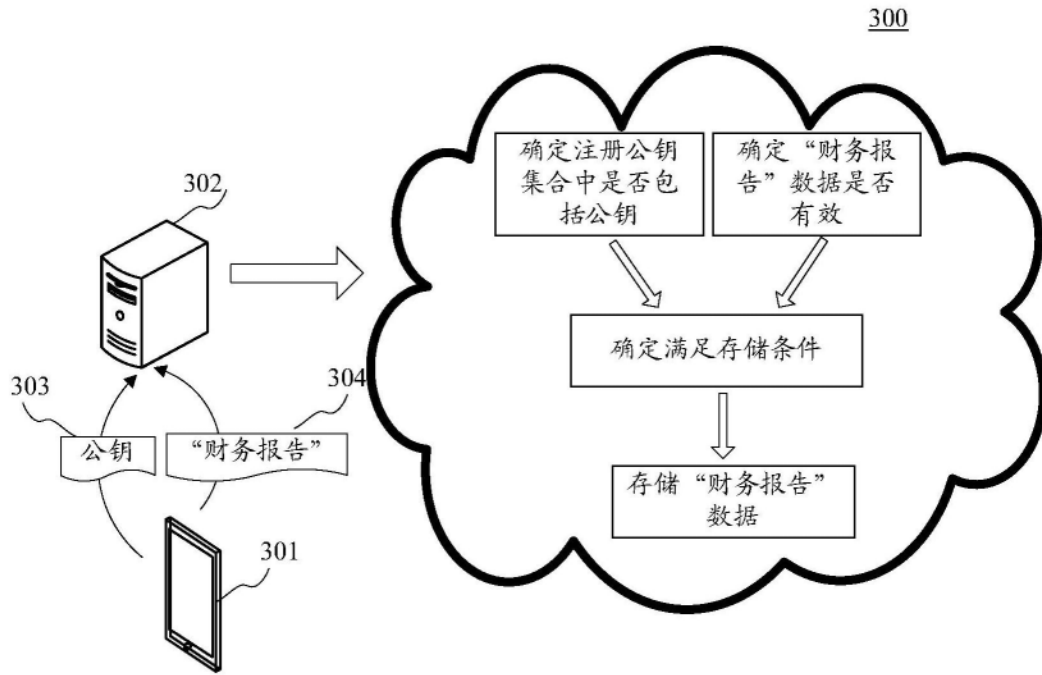 300
确定注册公钥
集合中是否包
括公钥
确定“财务报
告”数据是否
有效
302
确定满足存储条件
303
304
公钥
“财务报告”
存储“财务报告”
数据
301